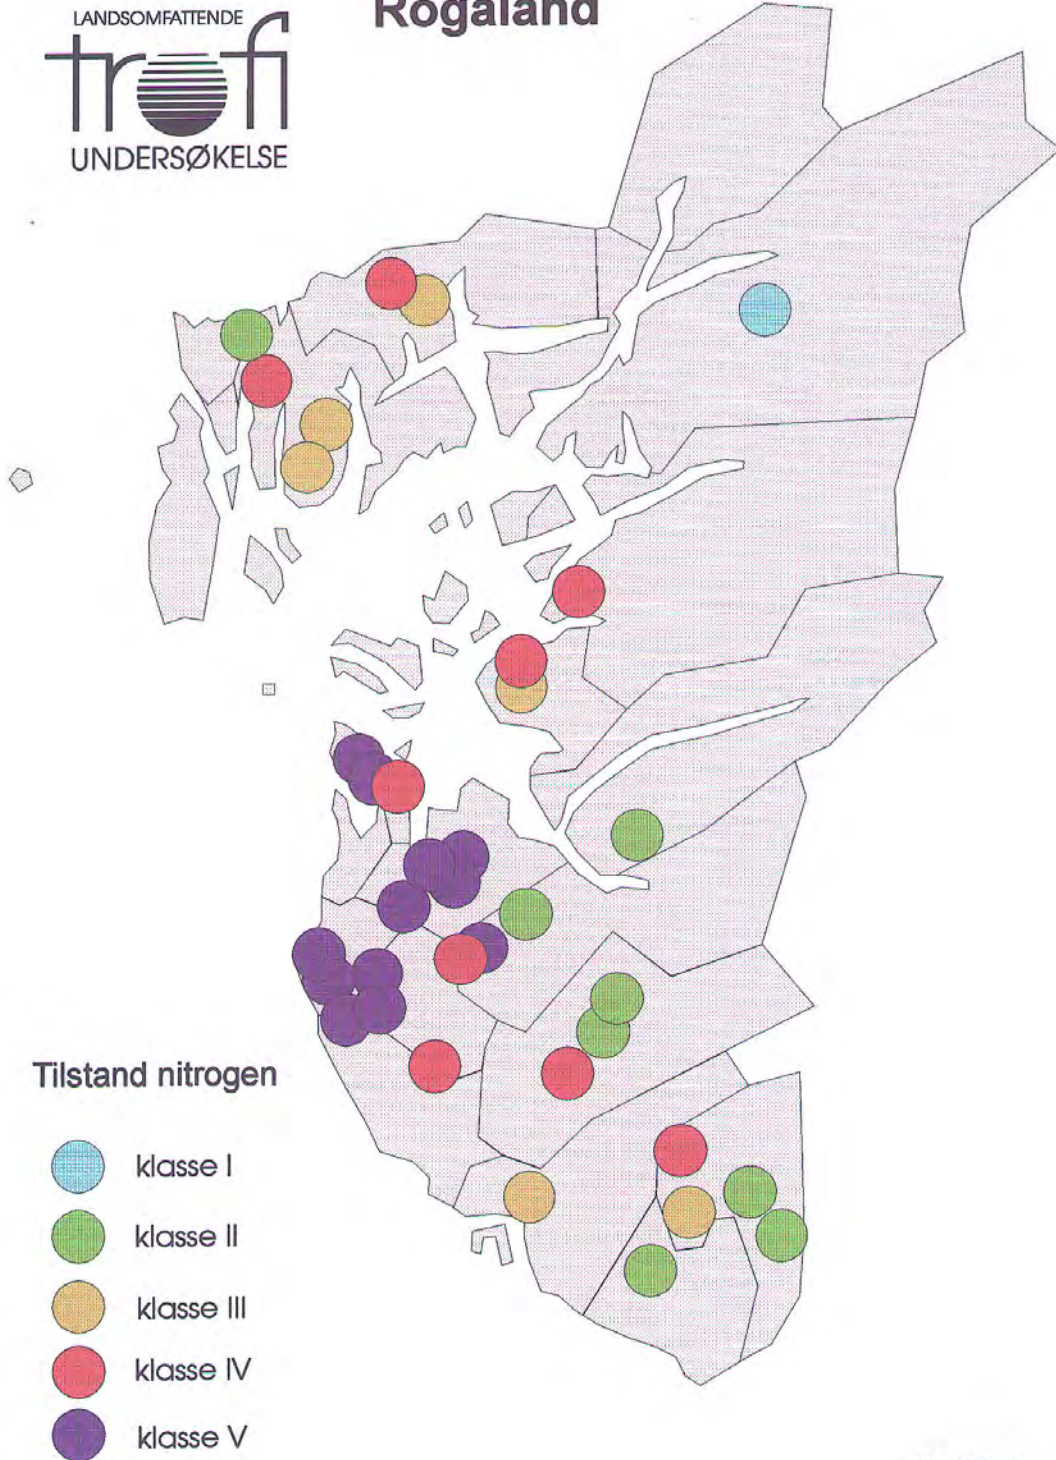 LANDSOMFATTENDE
trofi
UNDERSØKELSE
Rogaland
Tilstand nitrogen
klasse I
klasse II
klasse III
klasse IV
klasse V